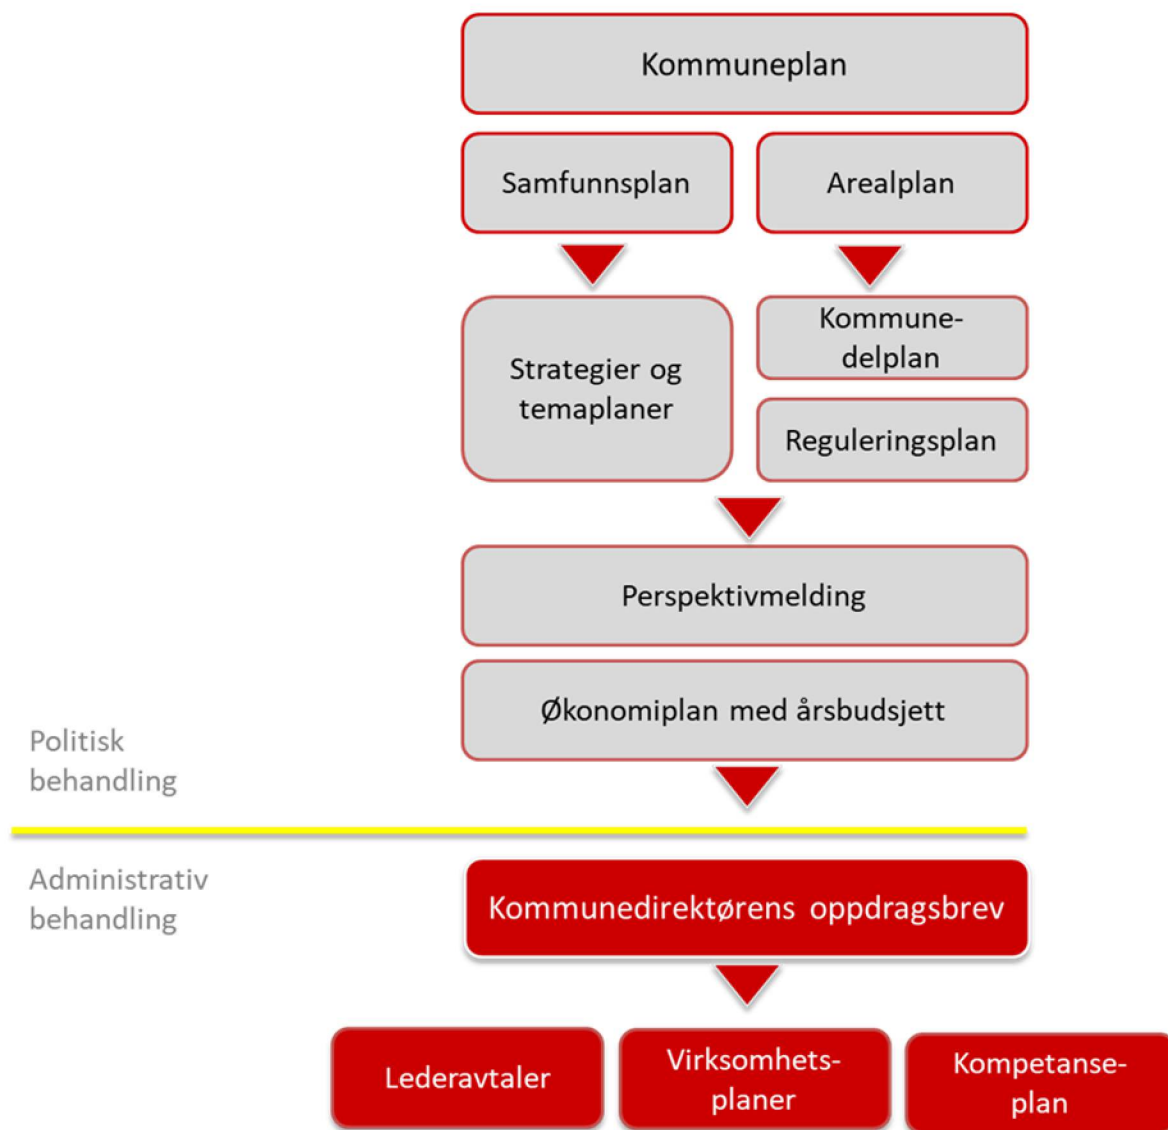 Kommuneplan
Samfunnsplan
Arealplan
Strategier og
temaplaner
Kommune-
delplan
Reguleringsplan
Perspektivmelding
Økonomiplan med årsbudsjett
Politisk
behandling
Administrativ
behandling
Kommunedirektørens oppdragsbrev
Lederavtaler
Virksomhets-
planer
Kompetanse-
plan